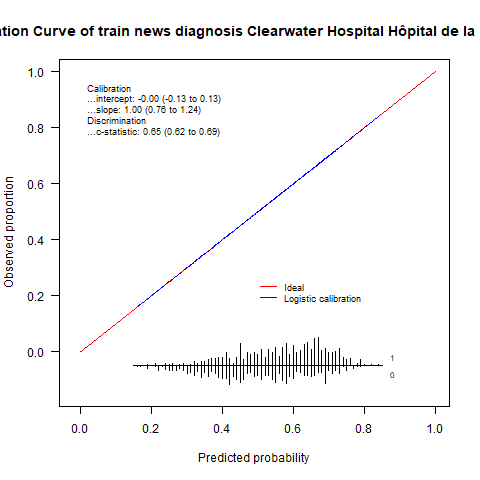 ation Curve of train news diagnosis Clearwater Hospital Hôpital de la
Calibration
...intercept: -0.00 (-0.13 to 0.13)
...slope: 1.00 (0.76 to 1.24)
Discrimination
...c-statistic: 0.65 (0.62 to 0.69)
Observed proportion
1.0
0.8
0.6
0.4
0.2
0.0
Ideal
Logistic calibration
1
0
0.0 0.2 0.4 0.6 0.8 1.0
Predicted probability